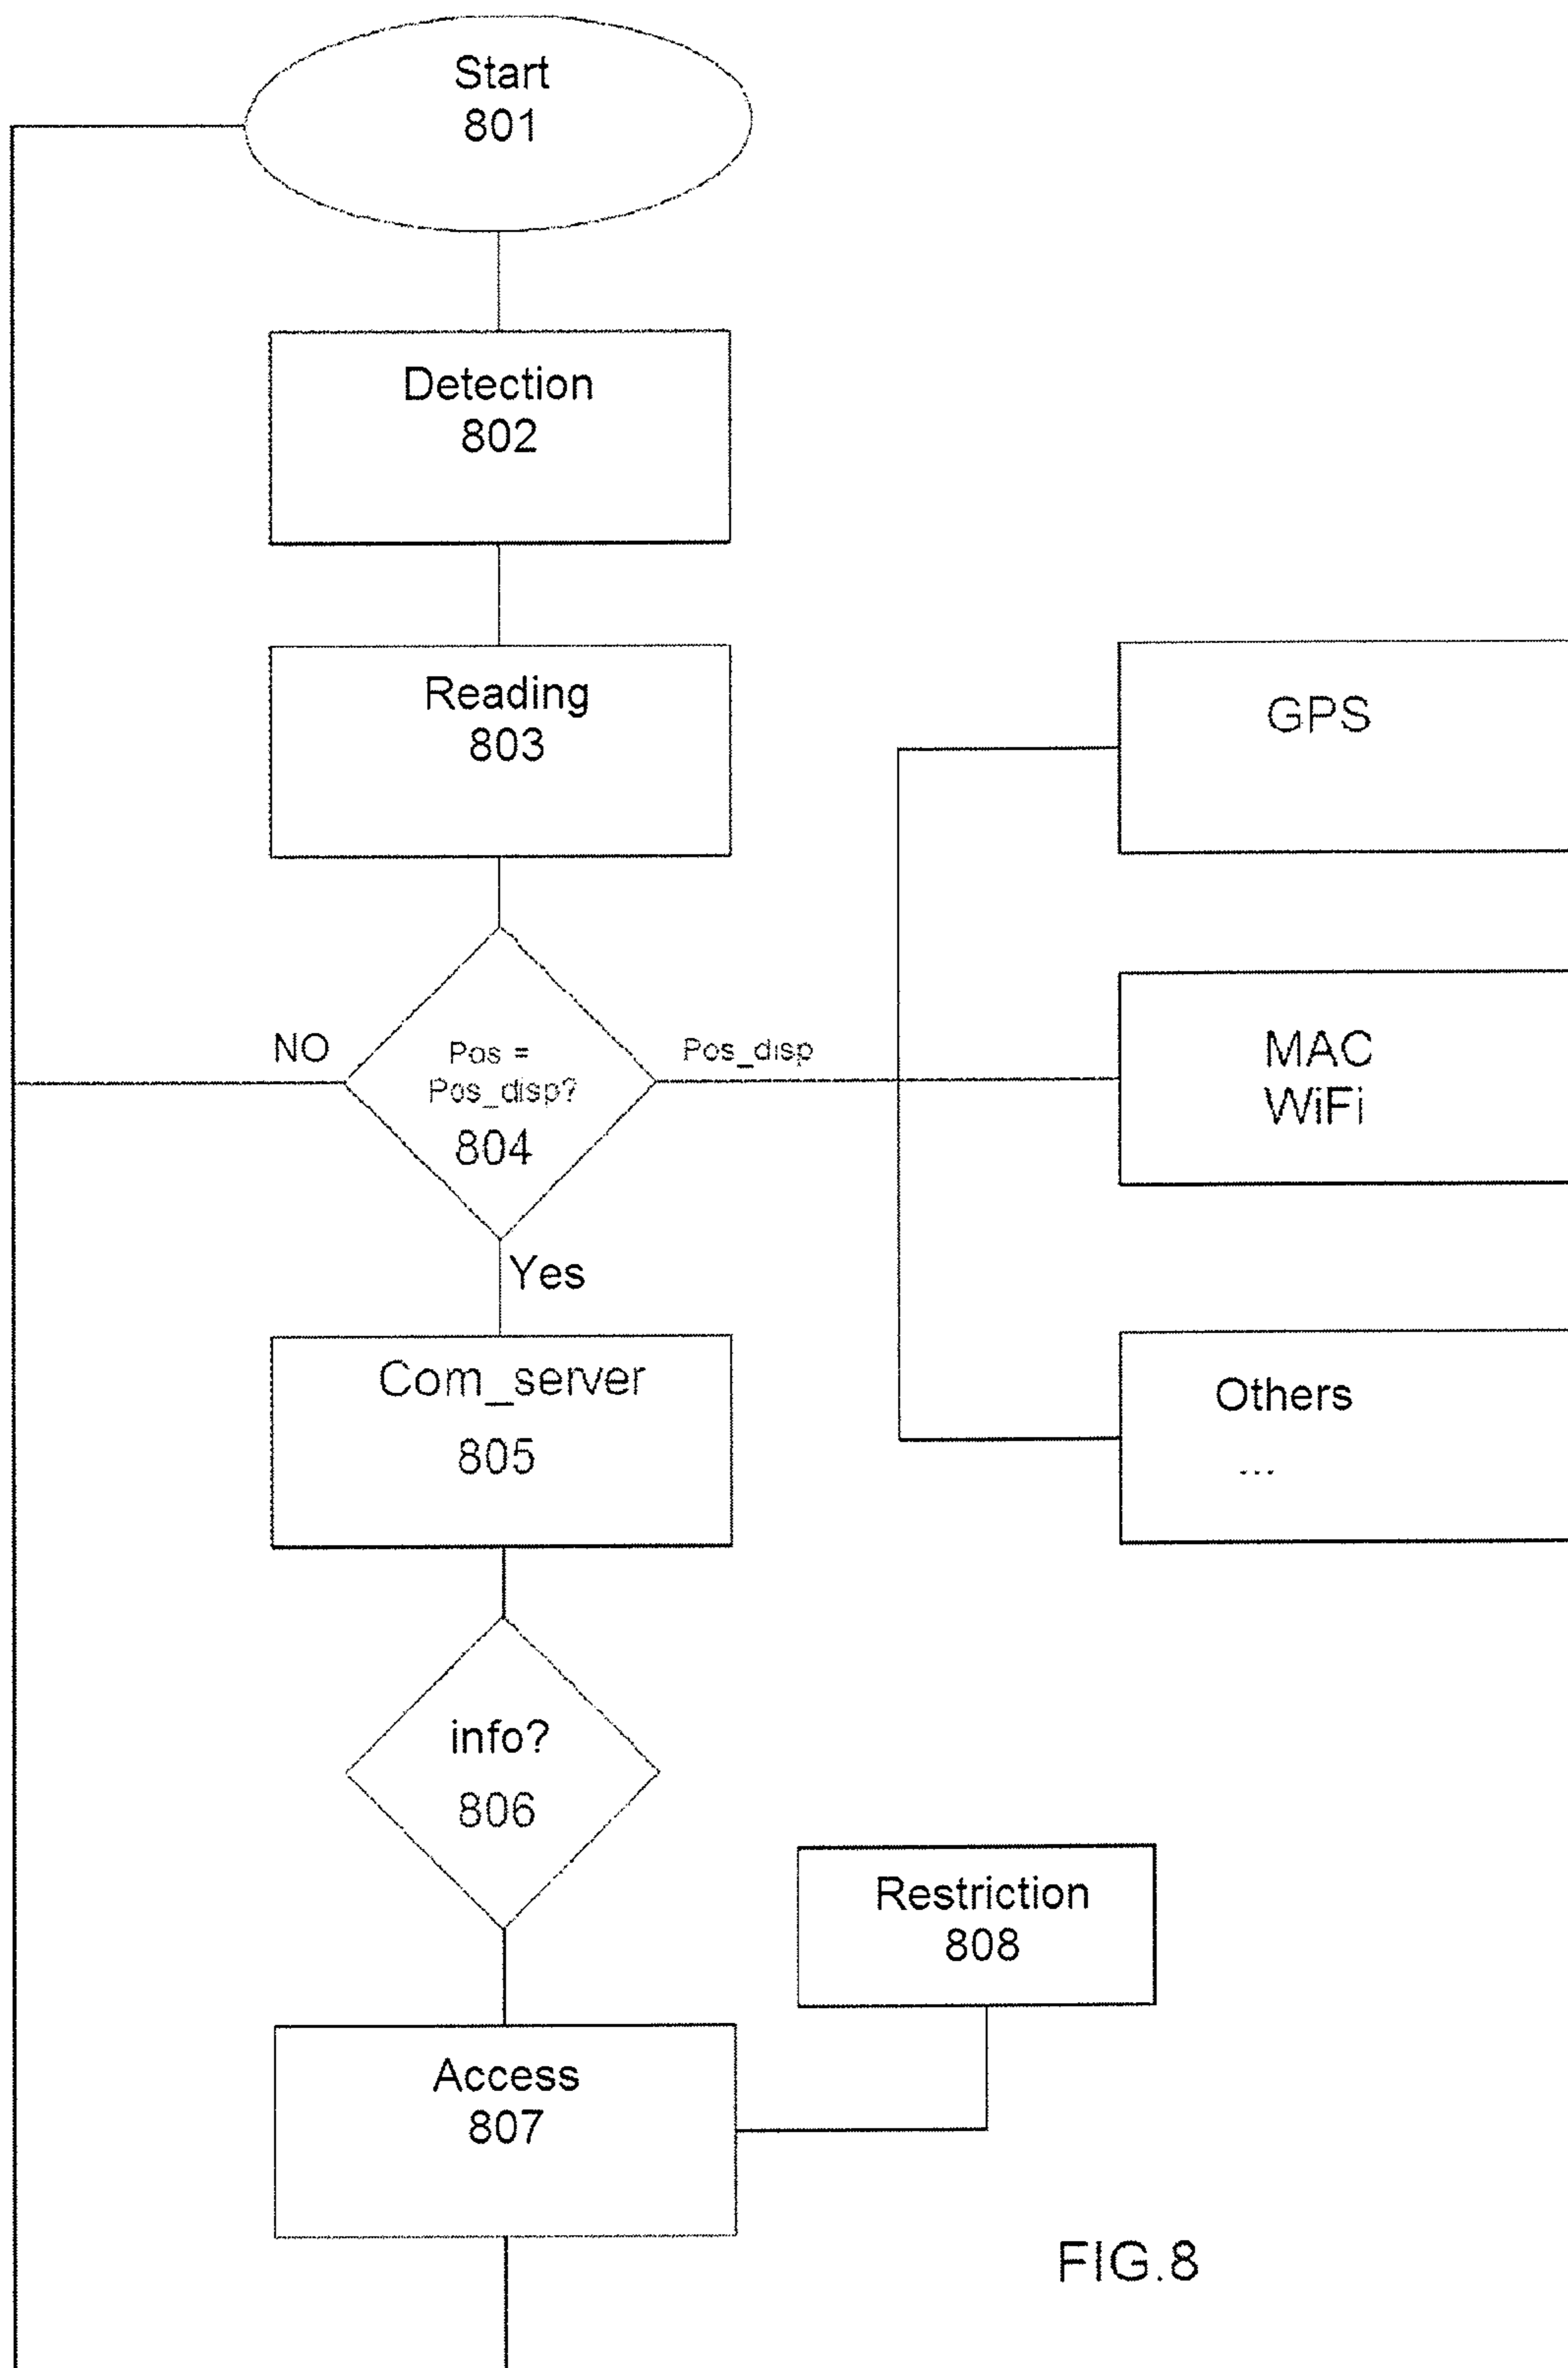 Start
801
Detection
802
Reading
803
GPS
NO
Pos =
Pos_disp?
804
Pos_disp
MAC
WiFi
Yes
Com_server
805
Others
...
info?
806
Restriction
808
Access
807
FIG.8